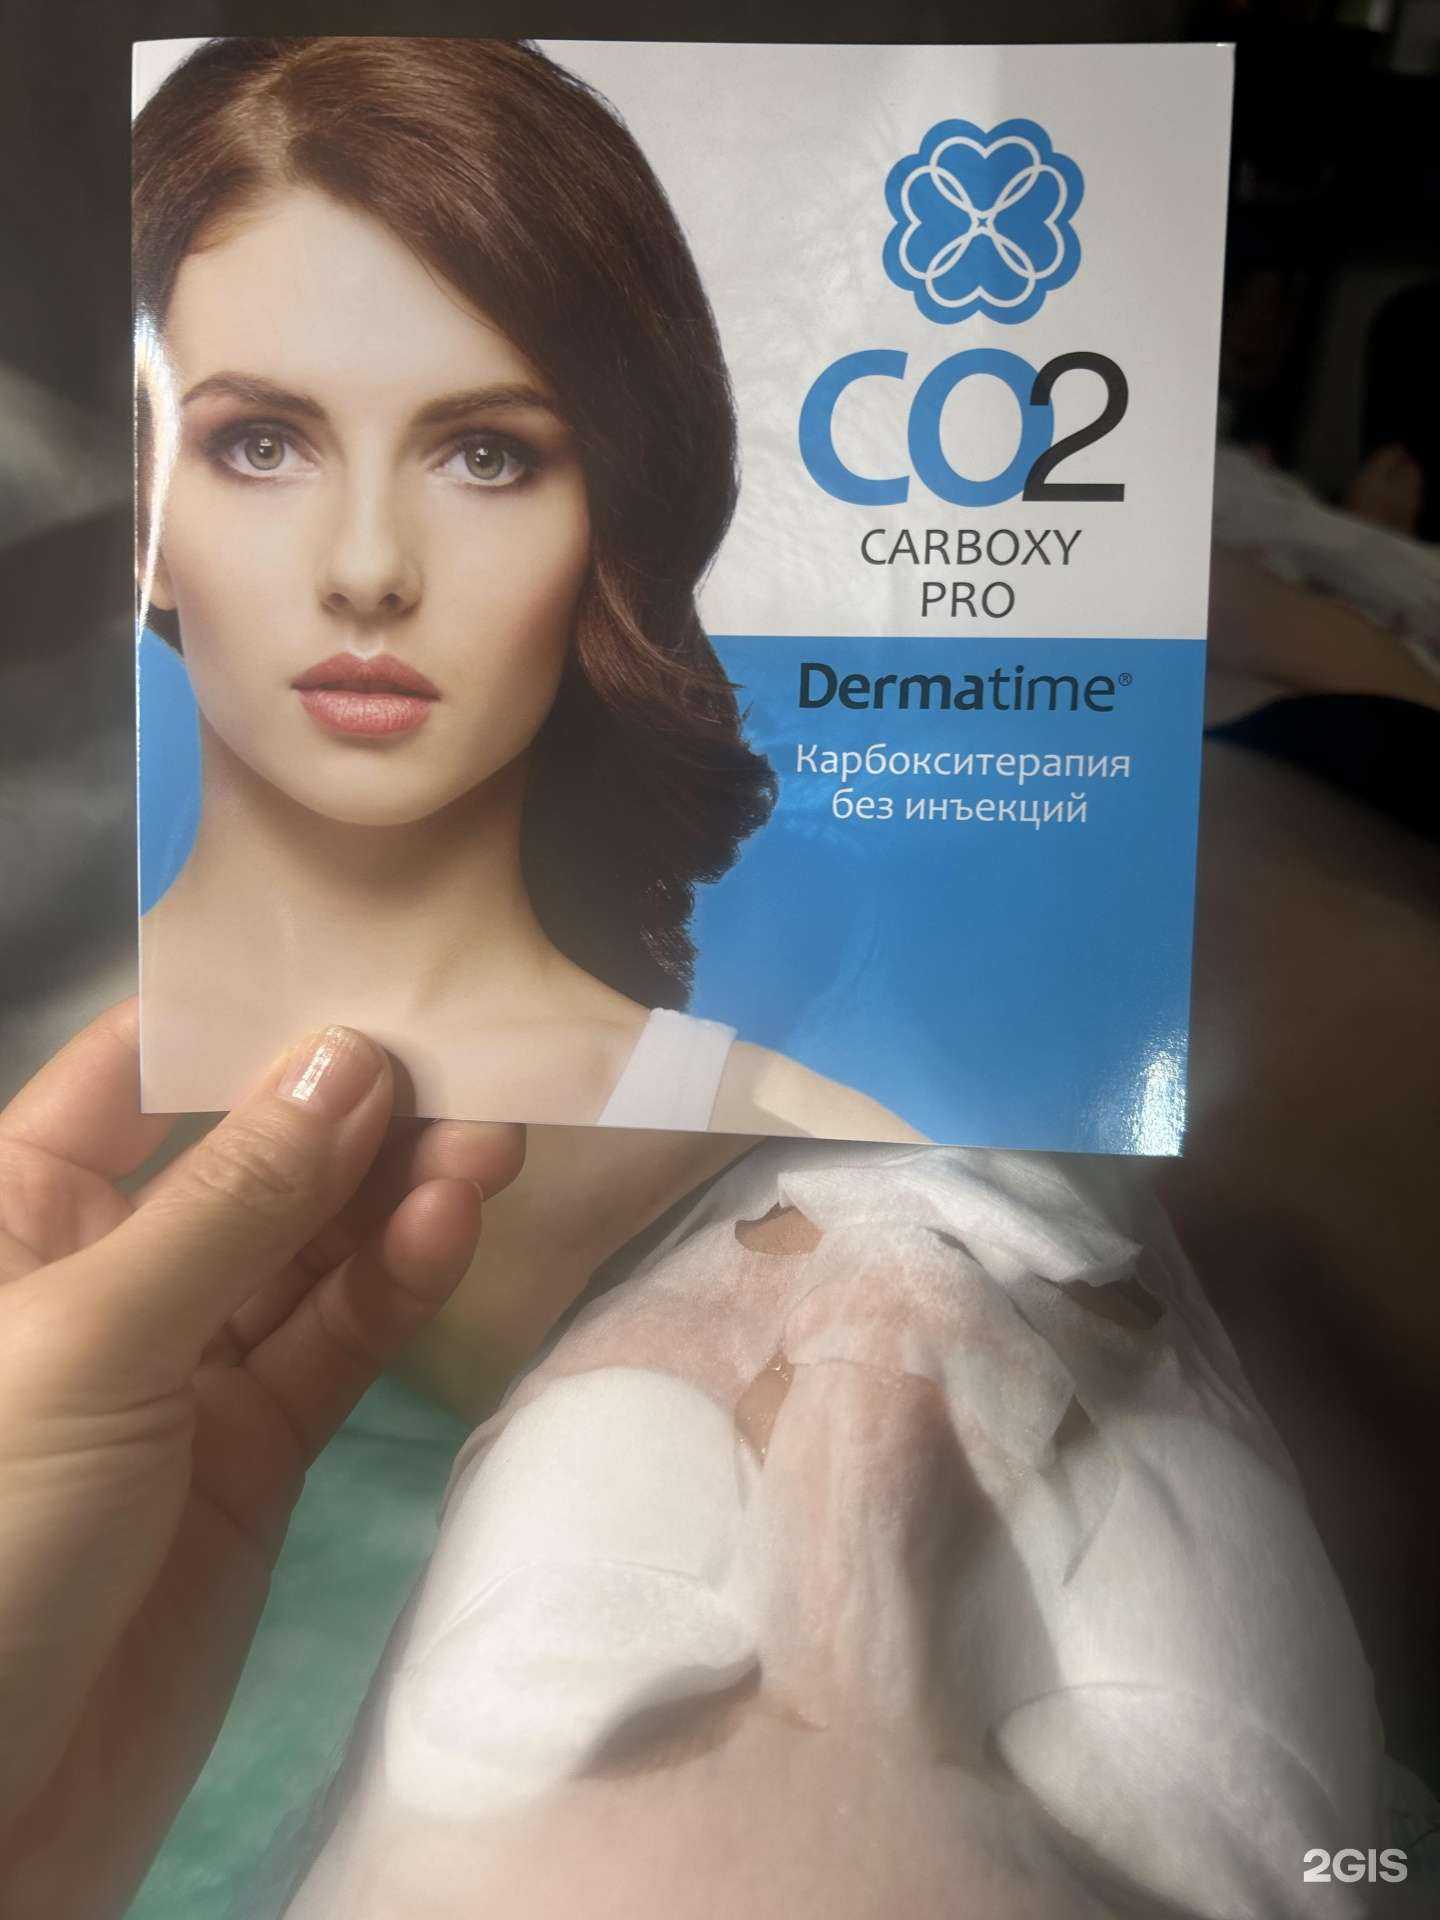 CO2
CARBOXY
PRO
Dermatime®
Карбокситерапия
без инъекций
2GIS